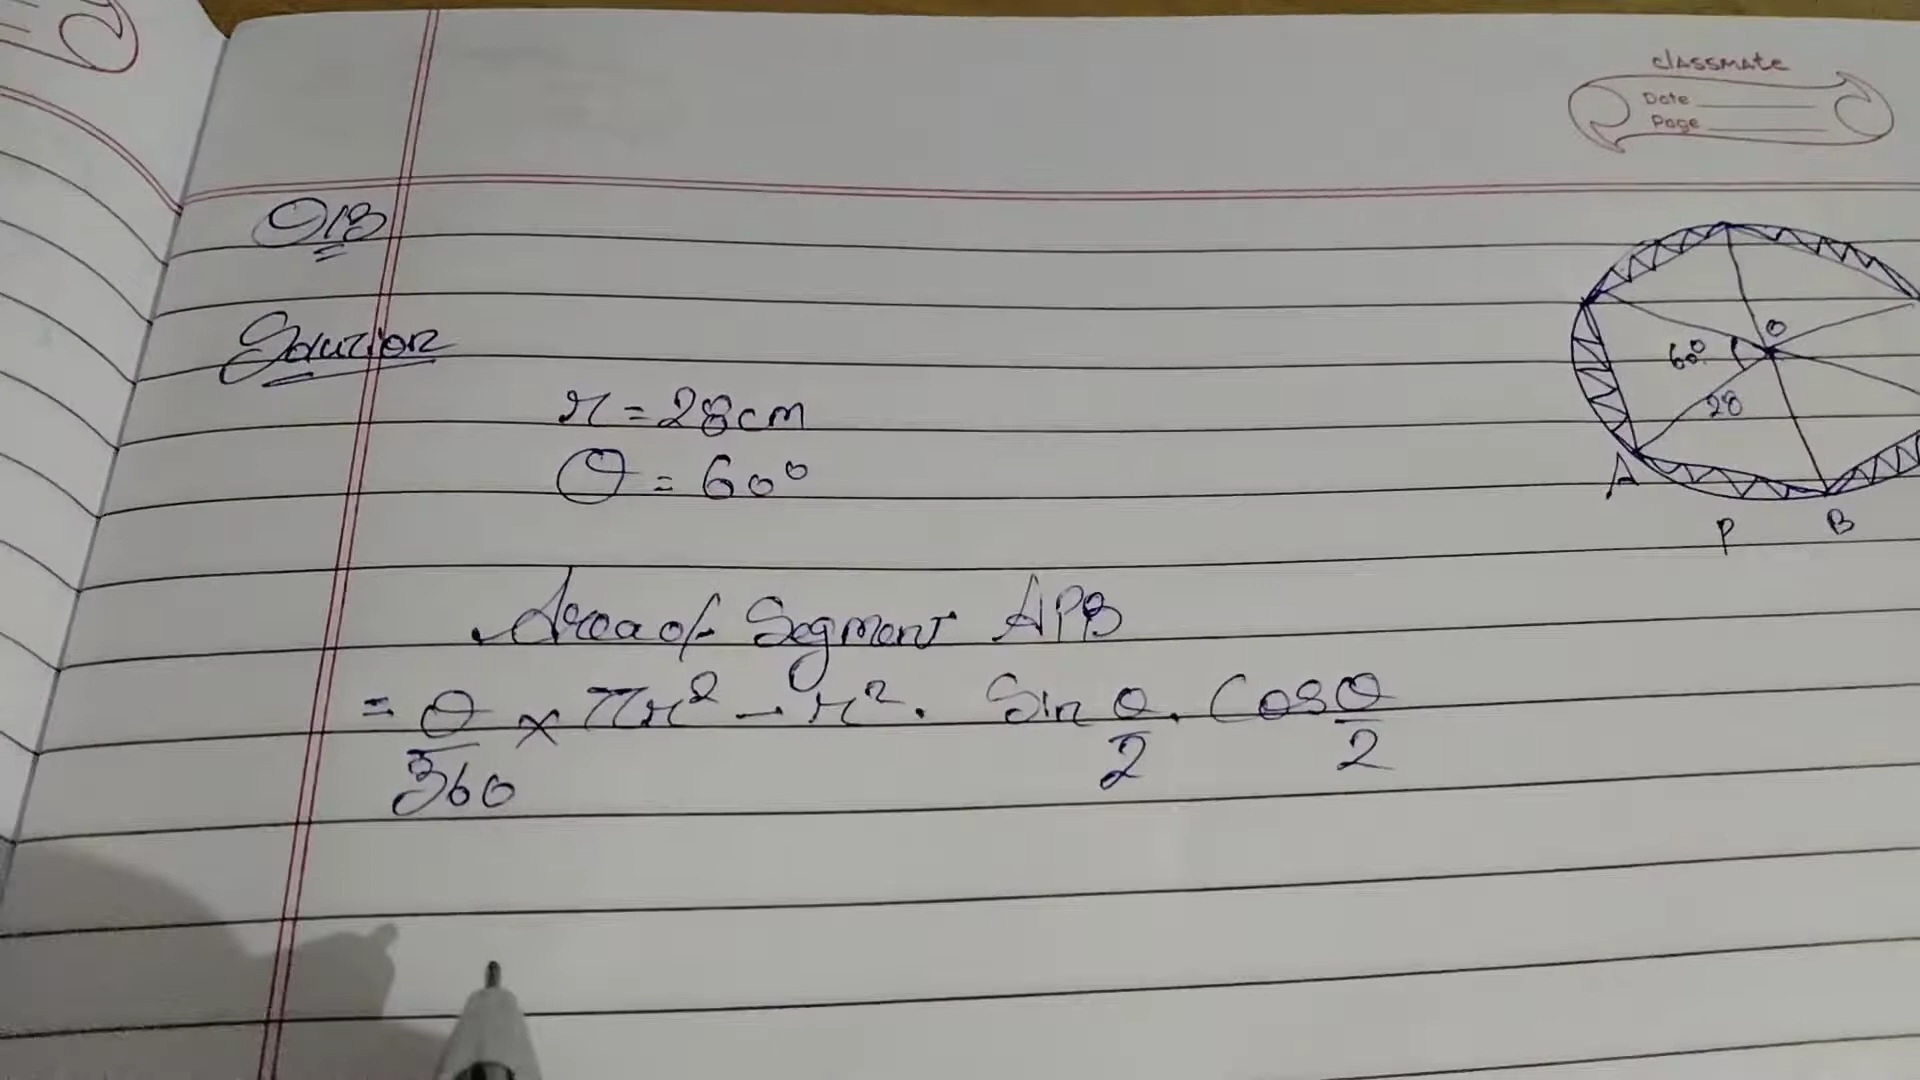 classmate
Date
Page
Q13
Solution
r = 28cm
θ = 60°
O
60°
28
A
P
B
Area of Segment APB
= θ/360 × πr² - r². Sin θ/2 . Cos θ/2